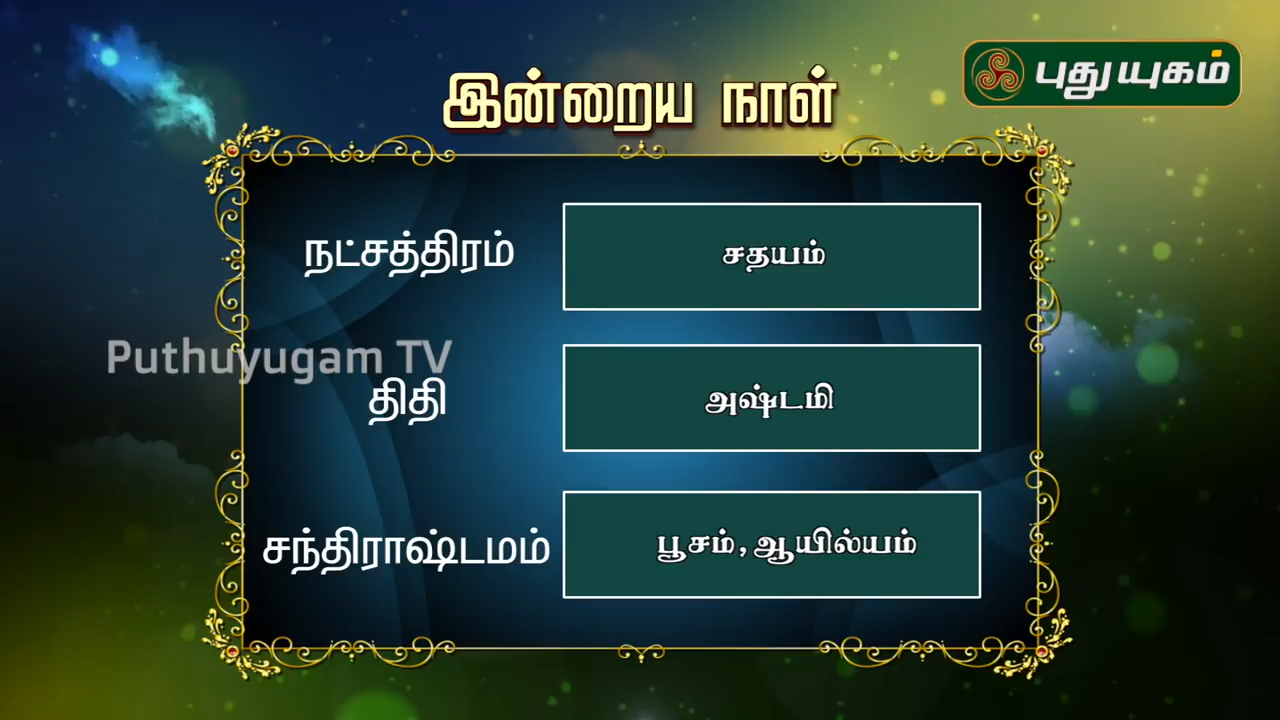 இன்றைய நாள்
புதுயுகம்
நட்சத்திரம் சதயம்
Puthuyugam TV
திதி அஷ்டமி
சந்திராஷ்டமம் பூசம்,ஆயில்யம்